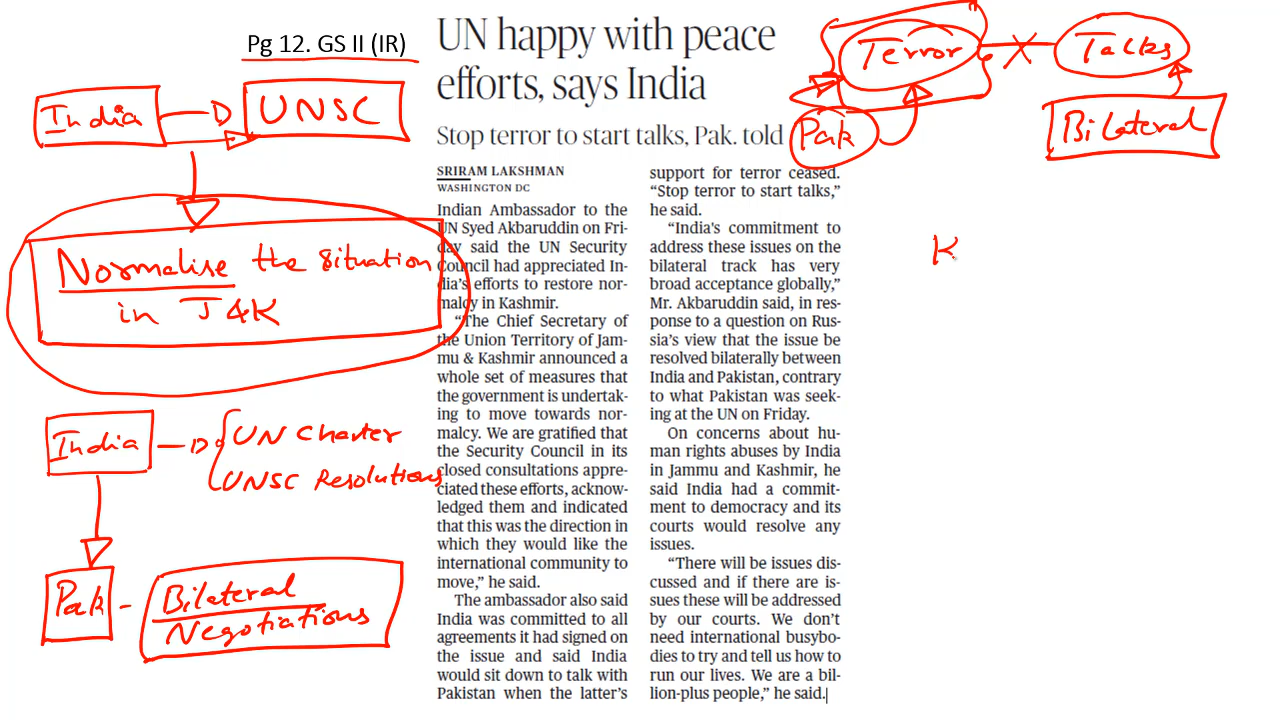 Pg 12. GS II (IR)
India
UNSC
Normalise the situation
in J&K
India
UN Charter
UNSC Resolutions
Pak -
Bilateral
Negotiations
UN happy with peace
efforts, says India
Stop terror to start talks, Pak. told
SRIRAM LAKSHMAN
WASHINGTON DC
Indian Ambassador to the
UN Syed Akbaruddin on Fri-
day said the UN Security
Council had appreciated In-
dia's efforts to restore nor-
malcy in Kashmir.
"The Chief Secretary of
the Union Territory of Jam-
mu & Kashmir announced a
whole set of measures that
the government is undertak-
ing to move towards nor-
malcy. We are gratified that
the Security Council in its
closed consultations appre-
ciated these efforts, acknow-
ledged them and indicated
that this was the direction in
which they would like the
international community to
move," he said.
The ambassador also said
India was committed to all
agreements it had signed on
the issue and said India
would sit down to talk with
Pakistan when the latter's
support for terror ceased.
"Stop terror to start talks,"
he said.
"India's commitment to
address these issues on the
bilateral track has very
broad acceptance globally,"
Mr. Akbaruddin said, in res-
ponse to a question on Rus-
sia's view that the issue be
resolved bilaterally between
India and Pakistan, contrary
to what Pakistan was seek-
ing at the UN on Friday.
On concerns about hu-
man rights abuses by India
in Jammu and Kashmir, he
said India had a commit-
ment to democracy and its
courts would resolve any
issues.
"There will be issues dis-
cussed and if there are is-
sues these will be addressed
by our courts. We don't
need international busybo-
dies to try and tell us how to
run our lives. We are a bil-
lion-plus people," he said.
Terror
Talks
Pak
Bilateral
K